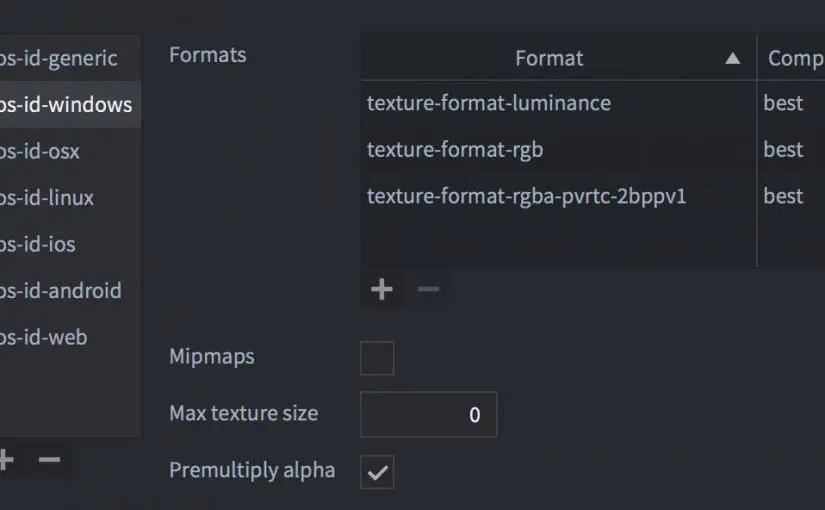 os-id-generic
os-id-windows
os-id-osx
os-id-linux
os-id-ios
os-id-android
os-id-web
Formats
Format Comp
texture-format-luminance best
texture-format-rgb best
texture-format-rgba-pvrtc-2bppv1 best
Mipmaps
Max texture size 0
Premultiply alpha